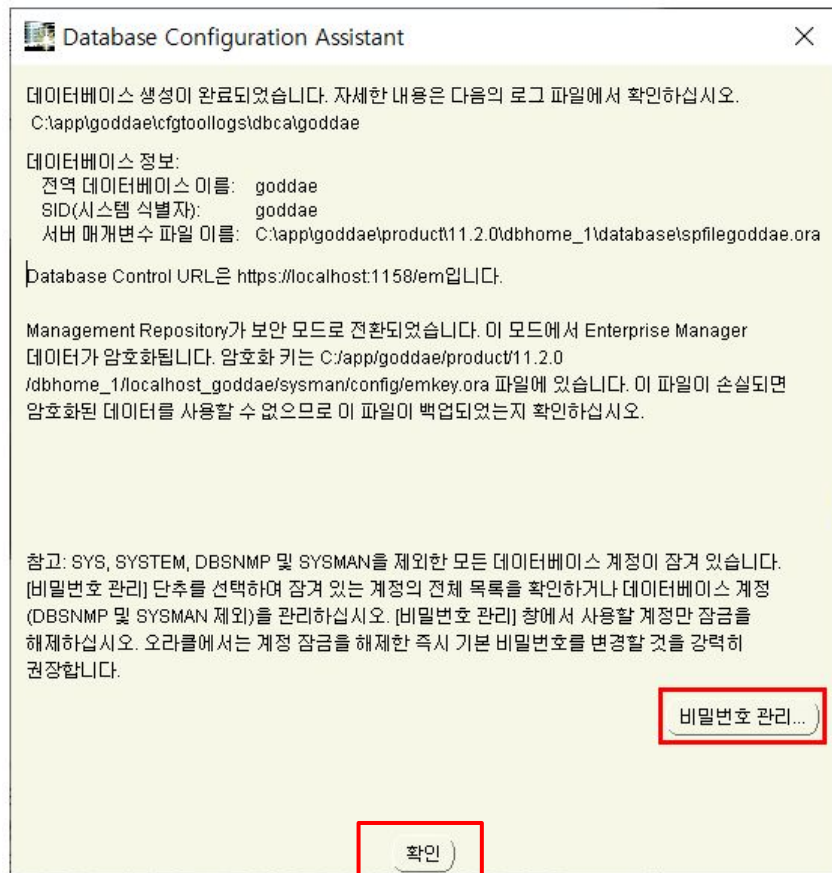 Database Configuration Assistant
데이터베이스 생성이 완료되었습니다. 자세한 내용은 다음의 로그 파일에서 확인하십시오.
C:\app\goddae\cfgtoollogs\dbca\goddae
데이터베이스 정보:
전역 데이터베이스 이름: goddae
SID(시스템 식별자): goddae
서버 매개변수 파일 이름: C:\app\goddae\product\11.2.0\dbhome_1\database\spfilegoddae.ora
Database Control URL은 https://localhost:1158/em입니다.
Management Repository가 보안 모드로 전환되었습니다. 이 모드에서 Enterprise Manager
데이터가 암호화됩니다. 암호화 키는 C:/app/goddae/product/11.2.0
/dbhome_1/localhost_goddae/sysman/config/emkey.ora 파일에 있습니다. 이 파일이 손실되면
암호화된 데이터를 사용할 수 없으므로 이 파일이 백업되었는지 확인하십시오.
참고: SYS, SYSTEM, DBSNMP 및 SYSMAN을 제외한 모든 데이터베이스 계정이 잠겨 있습니다.
[비밀번호 관리] 단추를 선택하여 잠겨 있는 계정의 전체 목록을 확인하거나 데이터베이스 계정
(DBSNMP 및 SYSMAN 제외)을 관리하십시오. [비밀번호 관리] 창에서 사용할 계정만 잠금을
해제하십시오. 오라클에서는 계정 잠금을 해제한 즉시 기본 비밀번호를 변경할 것을 강력히
권장합니다.
비밀번호 관리...
확인